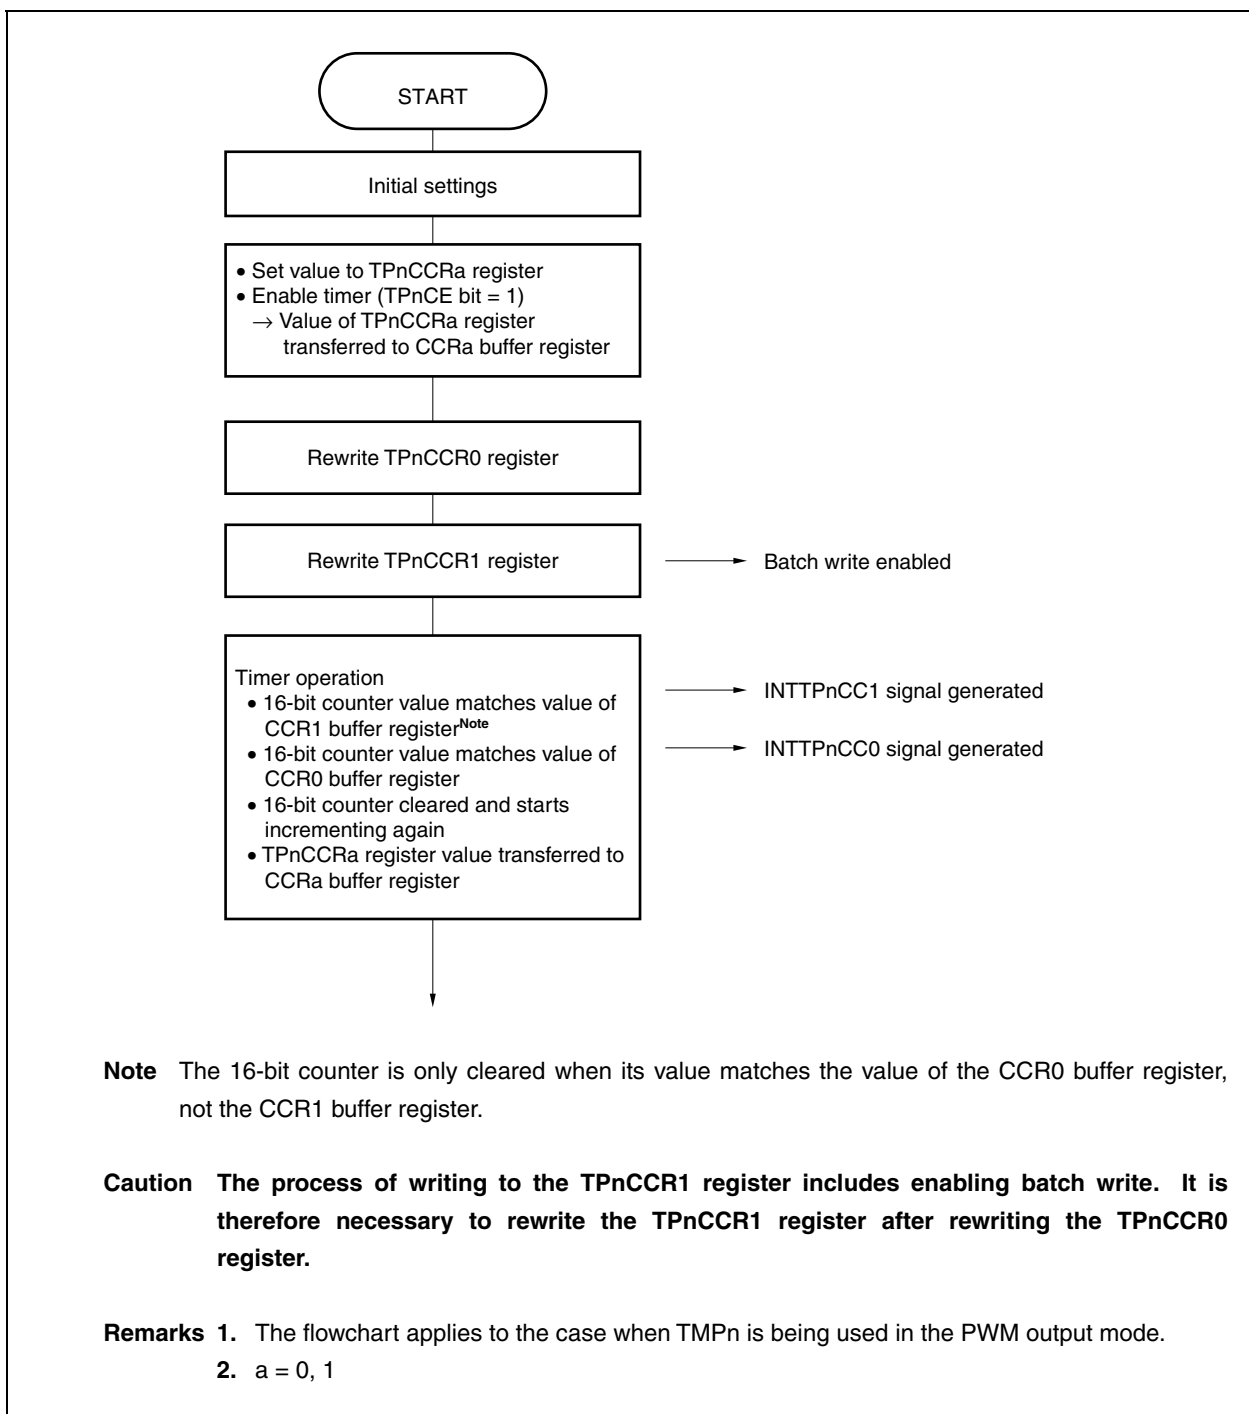 START
Initial settings
• Set value to TPnCCRa register
• Enable timer (TPnCE bit = 1)
→ Value of TPnCCRa register
transferred to CCRa buffer register
Rewrite TPnCCR0 register
Rewrite TPnCCR1 register
Batch write enabled
Timer operation
• 16-bit counter value matches value of
CCR1 buffer registerNote
• 16-bit counter value matches value of
CCR0 buffer register
• 16-bit counter cleared and starts
incrementing again
• TPnCCRa register value transferred to
CCRa buffer register
INTTPnCC1 signal generated
INTTPnCC0 signal generated
Note The 16-bit counter is only cleared when its value matches the value of the CCR0 buffer register,
not the CCR1 buffer register.
Caution The process of writing to the TPnCCR1 register includes enabling batch write. It is
therefore necessary to rewrite the TPnCCR1 register after rewriting the TPnCCR0
register.
Remarks 1. The flowchart applies to the case when TMPn is being used in the PWM output mode.
2. a = 0, 1